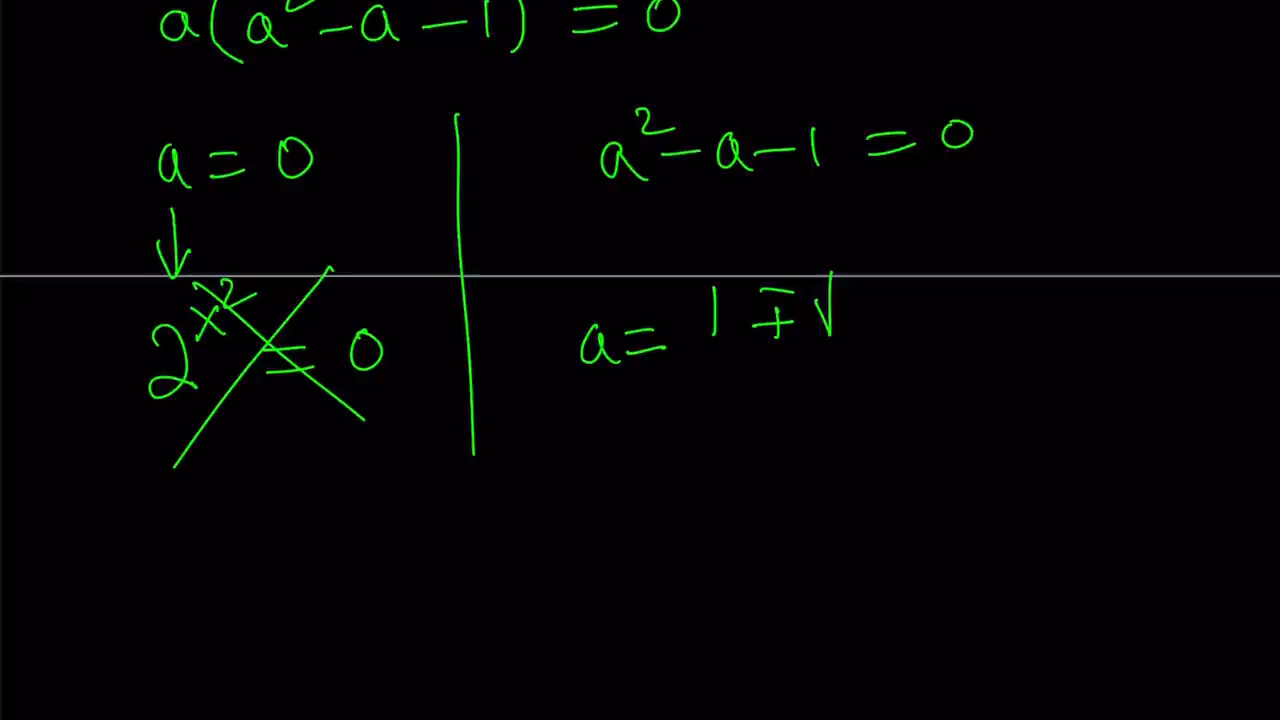 a(a² - a - 1) = 0
a = 0
a² - a - 1 = 0
↓
2^x² = 0
a = 1 ∓ √